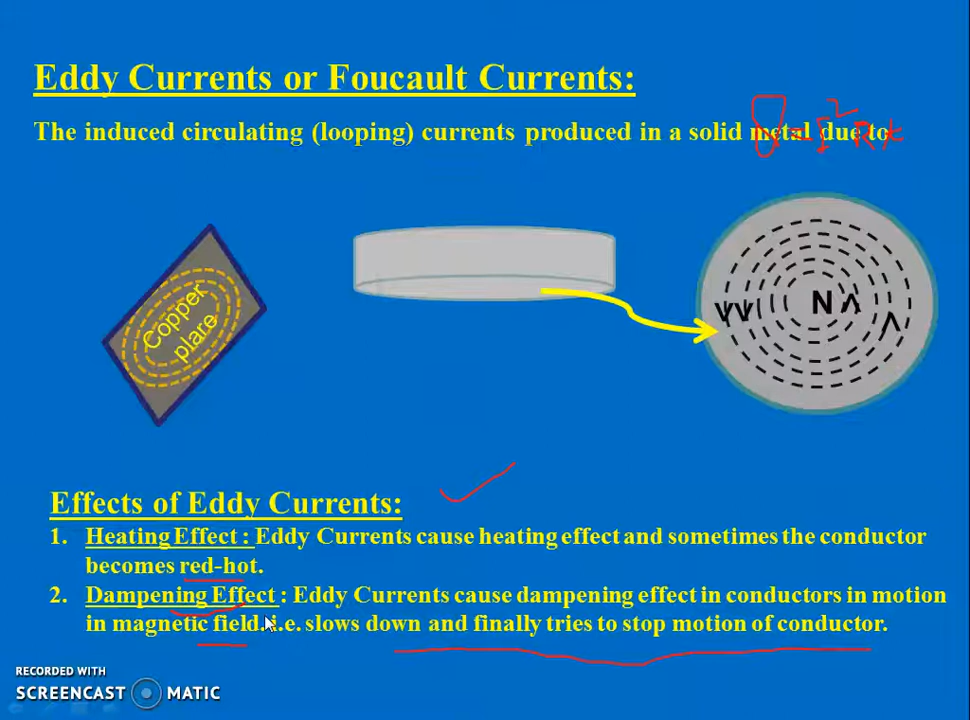 Eddy Currents or Foucault Currents:
The induced circulating (looping) currents produced in a solid metal due to
Copper
plare
N
Effects of Eddy Currents:
1. Heating Effect : Eddy Currents cause heating effect and sometimes the conductor
becomes red-hot.
2. Dampening Effect : Eddy Currents cause dampening effect in conductors in motion
in magnetic field.i.e. slows down and finally tries to stop motion of conductor.
RECORDED WITH
SCREENCAST MATIC